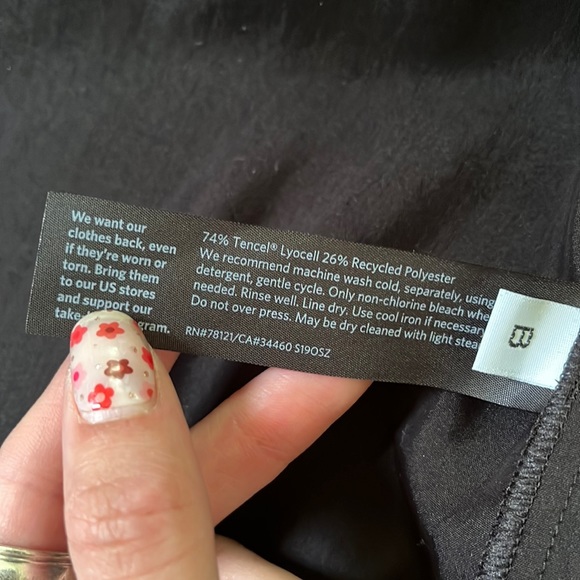 We want our
clothes back, even
if they're worn or
torn. Bring them
to our US stores
and support our
take
gram.
74% Tencel® Lyocell 26% Recycled Polyester
We recommend machine wash cold, separately, using
detergent, gentle cycle. Only non-chlorine bleach
needed. Rinse well. Line dry. Use cool iron if necessary
Do not over press. May be dry cleaned with light
RN#78121/CA#34460 S19OSZ
B